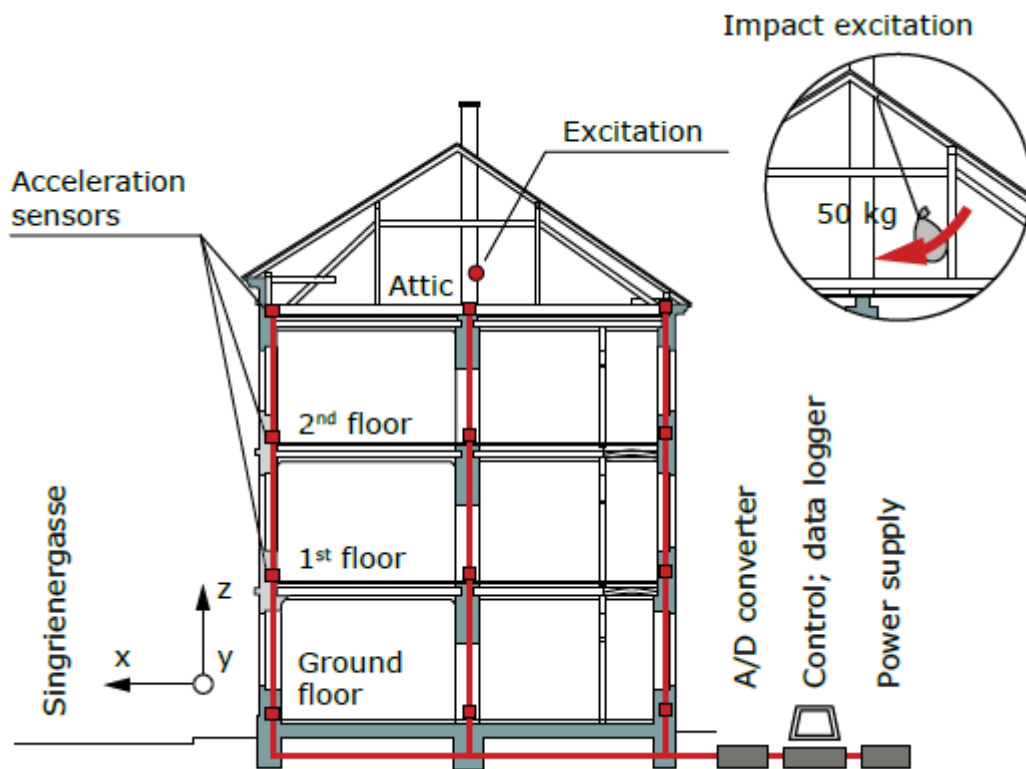 Impact excitation
Excitation
Acceleration
sensors
50 kg
Attic
2nd floor
1st floor
Ground
floor
Singrienergasse
z
x
y
A/D converter
Control; data logger
Power supply